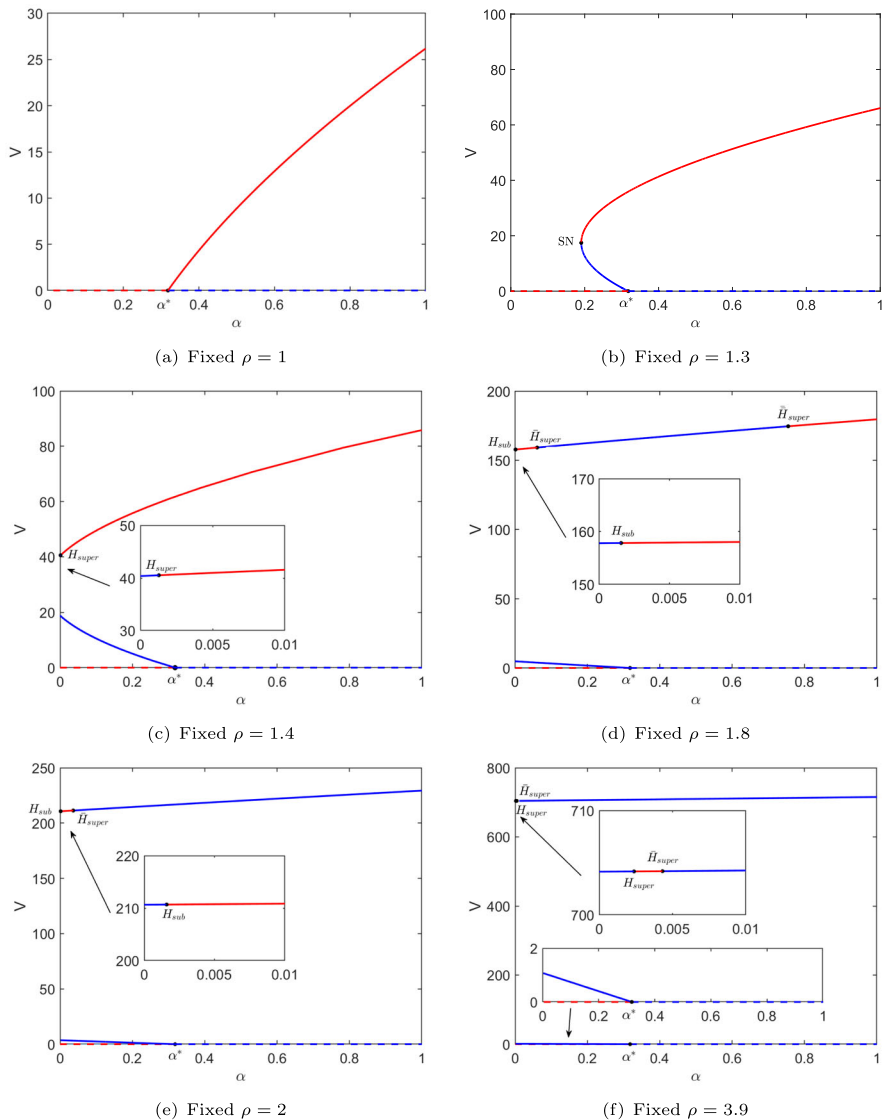 30
25
20
15
10
5
0
V
0 0.2 0.4 0.6 0.8 1
α*
α
(a) Fixed ρ = 1
100
80
60
40
20
0
V
SN
0 0.2 0.4 0.6 0.8 1
α*
α
(b) Fixed ρ = 1.3
100
80
60
40
20
0
V
H_super
50
40
30
H_super
0 0.005 0.01
0 0.2 0.4 0.6 0.8 1
α*
α
(c) Fixed ρ = 1.4
200
150
100
50
0
V
H_sub
H̄_super
H̄_super
170
160
150
H_sub
0 0.005 0.01
0 0.2 0.4 0.6 0.8 1
α*
α
(d) Fixed ρ = 1.8
250
200
150
100
50
0
V
H_sub
H̄_super
220
210
200
H_sub
0 0.005 0.01
0 0.2 0.4 0.6 0.8 1
α*
α
(e) Fixed ρ = 2
800
700
600
500
400
300
200
100
0
V
H̄_super
H_super
710
700
H̄_super
H_super
0 0.005 0.01
2
0
0 0.2 0.4 0.6 0.8 1
α*
0 0.2 0.4 0.6 0.8 1
α*
α
(f) Fixed ρ = 3.9